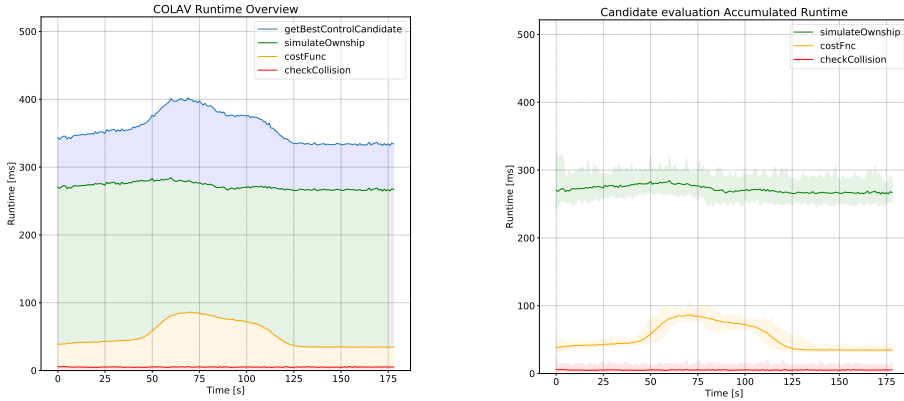 COLAV Runtime Overview
500
400
300
200
100
0
Runtime [ms]
getBestControlCandidate
simulateOwnship
costFunc
checkCollision
0
25
50
75
100
125
150
175
Time [s]
Candidate evaluation Accumulated Runtime
500
400
300
200
100
0
Runtime [ms]
simulateOwnship
costFnc
checkCollision
0
25
50
75
100
125
150
175
Time [s]